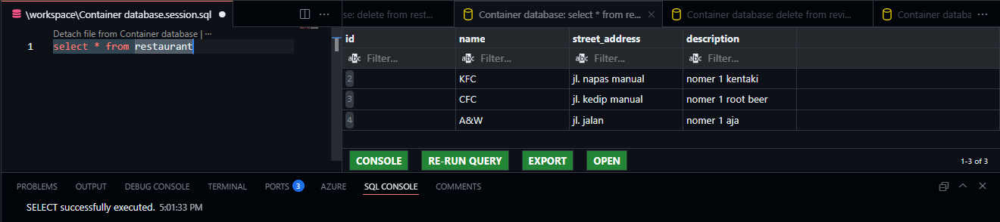 \workspace\Container database.session.sql
se: delete from rest...
Container database: select * from re...
Container database: delete from revi...
Container databa
Detach file from Container database | ···
1 select * from restaurant
id name street_address description
abc Filter... abc Filter... abc Filter... abc Filter...
2 KFC jl. napas manual nomer 1 kentaki
3 CFC jl. kedip manual nomer 1 root beer
4 A&W jl. jalan nomer 1 aja
CONSOLE RE-RUN QUERY EXPORT OPEN 1-3 of 3
PROBLEMS OUTPUT DEBUG CONSOLE TERMINAL PORTS 3 AZURE SQL CONSOLE COMMENTS
SELECT successfully executed. 5:01:33 PM